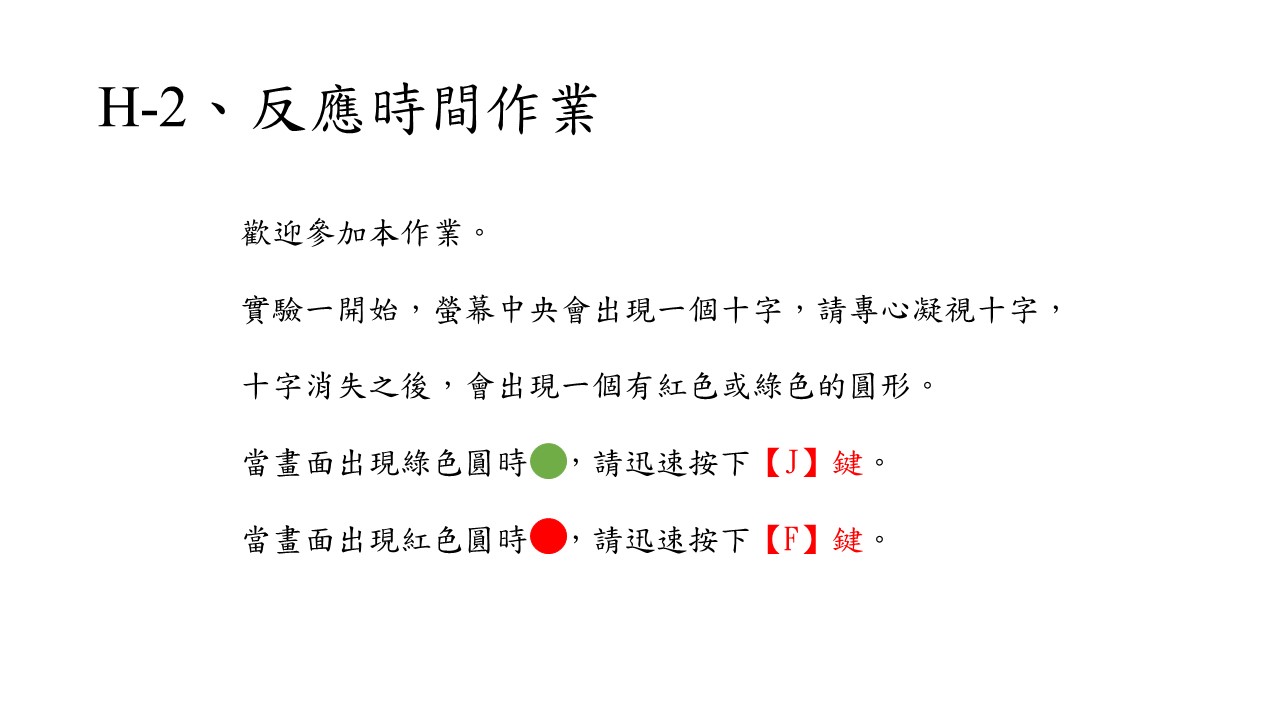 H-2、反應時間作業
歡迎參加本作業。
實驗一開始，螢幕中央會出現一個十字，請專心凝視十字，
十字消失之後，會出現一個有紅色或綠色的圓形。
當畫面出現綠色圓時，請迅速按下【J】鍵。
當畫面出現紅色圓時，請迅速按下【F】鍵。